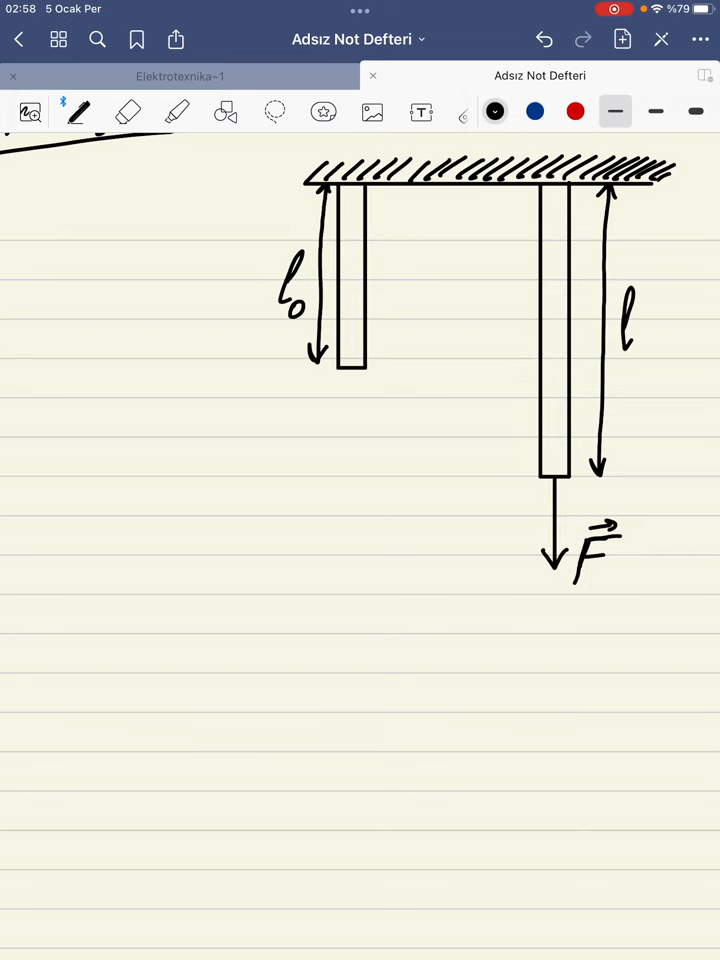 02:58 5 Ocak Per
%79
Adsız Not Defteri
Elektrotexnika~1
Adsız Not Defteri
T
l₀
l
F